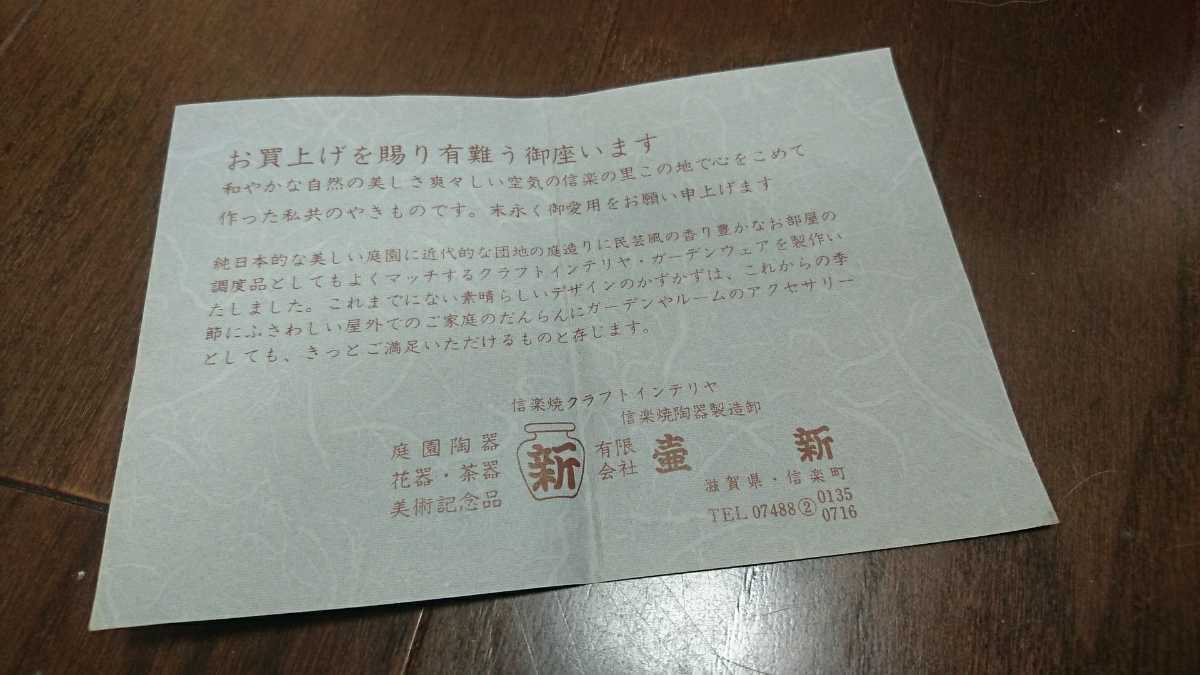 お買上げを賜り有難う御座います
和やかな自然の美しさ爽々しい空気の信楽の里この地で心をこめて
作った私共のやきものです。末永く御愛用をお願い申上げます
純日本的な美しい庭園に近代的な団地の庭造りに民芸風の香り豊かなお部屋の
調度品としてもよくマッチするクラフトインテリヤ・ガーデンウェアを製作い
たしました。これまでにない素晴らしいデザインのかずかずは、これからの季
節にふさわしい屋外でのご家庭のだんらんにガーデンやルームのアクセサリー
としても、きっとご満足いただけるものと存じます。
信楽焼クラフトインテリヤ
信楽焼陶器製造卸
庭園陶器
花器・茶器
美術記念品
新
有限会社 壷新
滋賀県・信楽町
TEL 07488②0135
0716